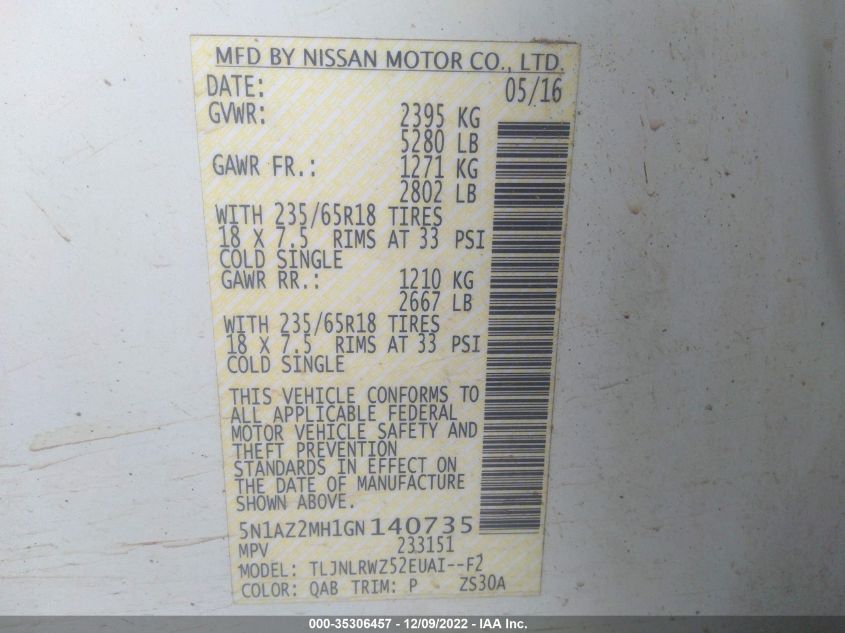 MFD BY NISSAN MOTOR CO., LTD.
DATE: 05/16
GVWR: 2395 KG
5280 LB
GAWR FR.: 1271 KG
2802 LB
WITH 235/65R18 TIRES
18 X 7.5 RIMS AT 33 PSI
COLD SINGLE
GAWR RR.: 1210 KG
2667 LB
WITH 235/65R18 TIRES
18 X 7.5 RIMS AT 33 PSI
COLD SINGLE
THIS VEHICLE CONFORMS TO
ALL APPLICABLE FEDERAL
MOTOR VEHICLE SAFETY AND
THEFT PREVENTION
STANDARDS IN EFFECT ON
THE DATE OF MANUFACTURE
SHOWN ABOVE.
5N1AZ2MH1GN140735
MPV 233151
MODEL: TLJNLRWZ52EUAI--F2
COLOR: QAB TRIM: P ZS30A
000-35306457 - 12/09/2022 - IAA Inc.